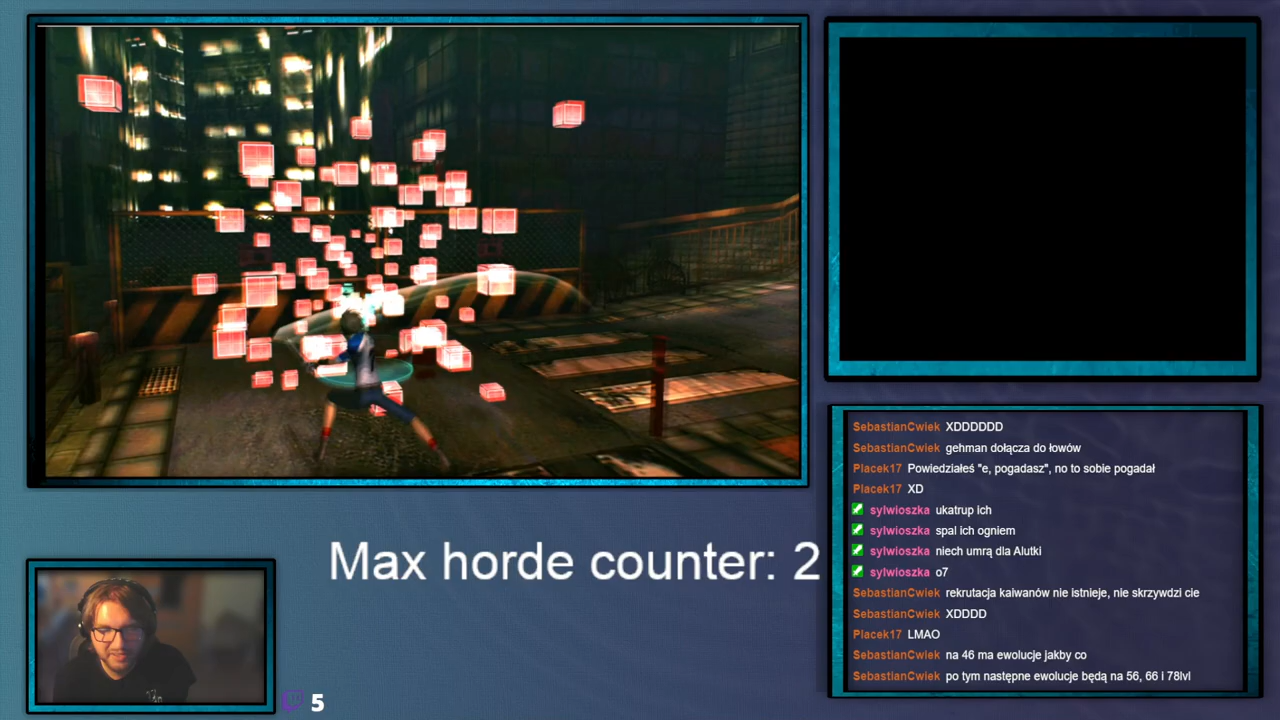 SebastianCwiek XDDDDDD
SebastianCwiek gehman dołącza do łowów
Placek17 Powiedziałeś "e, pogadasz", no to sobie pogadał
Placek17 XD
sylwioszka ukatrup ich
sylwioszka spal ich ogniem
sylwioszka niech umrą dla Alutki
sylwioszka o7
SebastianCwiek rekrutacja kaiwanów nie istnieje, nie skrzywdzi cie
SebastianCwiek XDDDD
Placek17 LMAO
SebastianCwiek na 46 ma ewolucje jakby co
SebastianCwiek po tym następne ewolucje będą na 56, 66 i 78lvl
Max horde counter: 2
5